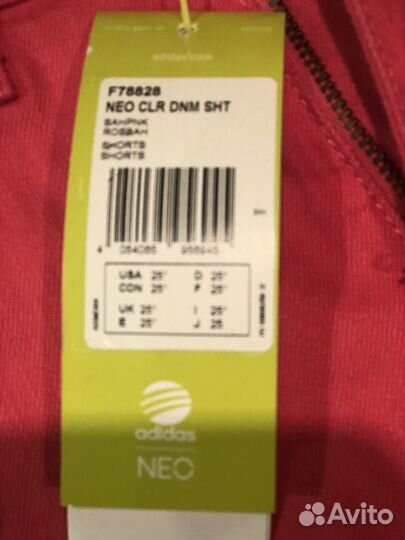 adidas.com
F78828
NEO CLR DNM SHT
BAHPNK
ROSBAH
SHORTS
SHORTS
USA 25" D 25"
CDN 25" F 25"
UK 25" I 25"
E 25" J 25
adidas
NEO
Avito